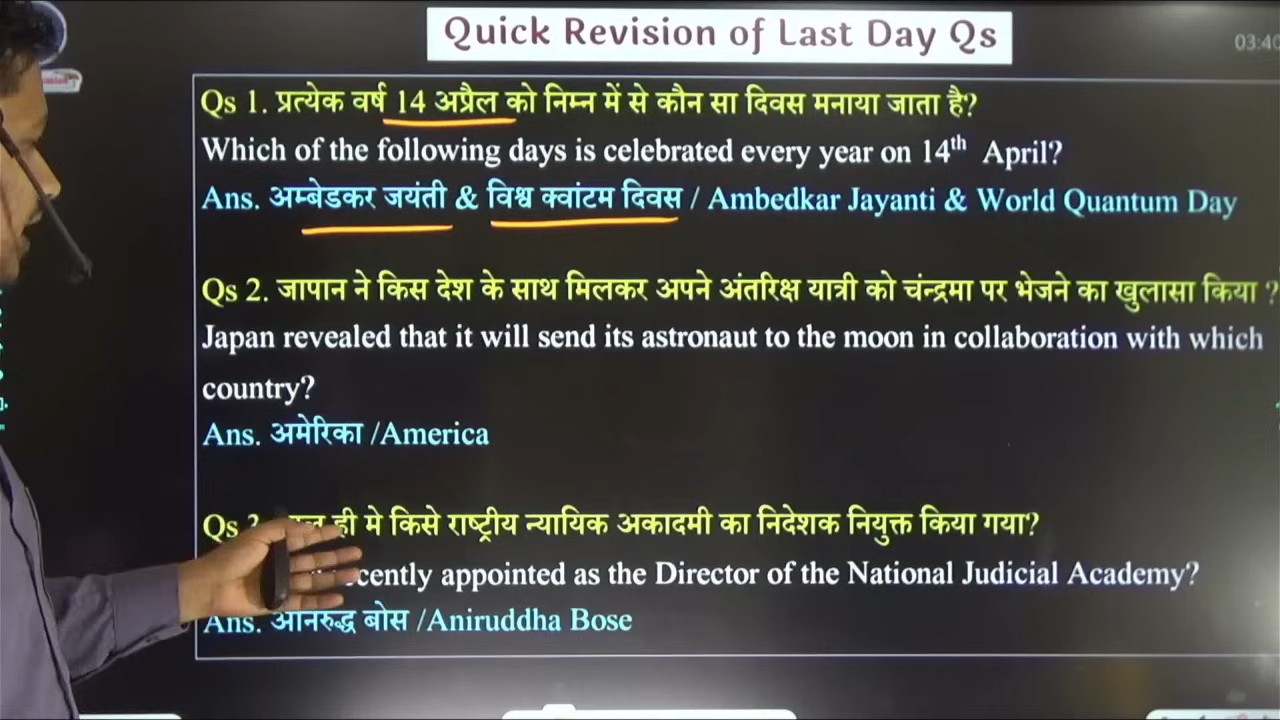 Quick Revision of Last Day Qs
03:40
Qs 1. प्रत्येक वर्ष 14 अप्रैल को निम्न में से कौन सा दिवस मनाया जाता है?
Which of the following days is celebrated every year on 14th April?
Ans. अम्बेडकर जयंती & विश्व क्वांटम दिवस / Ambedkar Jayanti & World Quantum Day
Qs 2. जापान ने किस देश के साथ मिलकर अपने अंतरिक्ष यात्री को चंन्द्रमा पर भेजने का खुलासा किया ?
Japan revealed that it will send its astronaut to the moon in collaboration with which
country?
Ans. अमेरिका /America
Qs ही मे किसे राष्ट्रीय न्यायिक अकादमी का निदेशक नियुक्त किया गया?
appointed as the Director of the National Judicial Academy?
Ans. अनिरुद्ध बोस /Aniruddha Bose